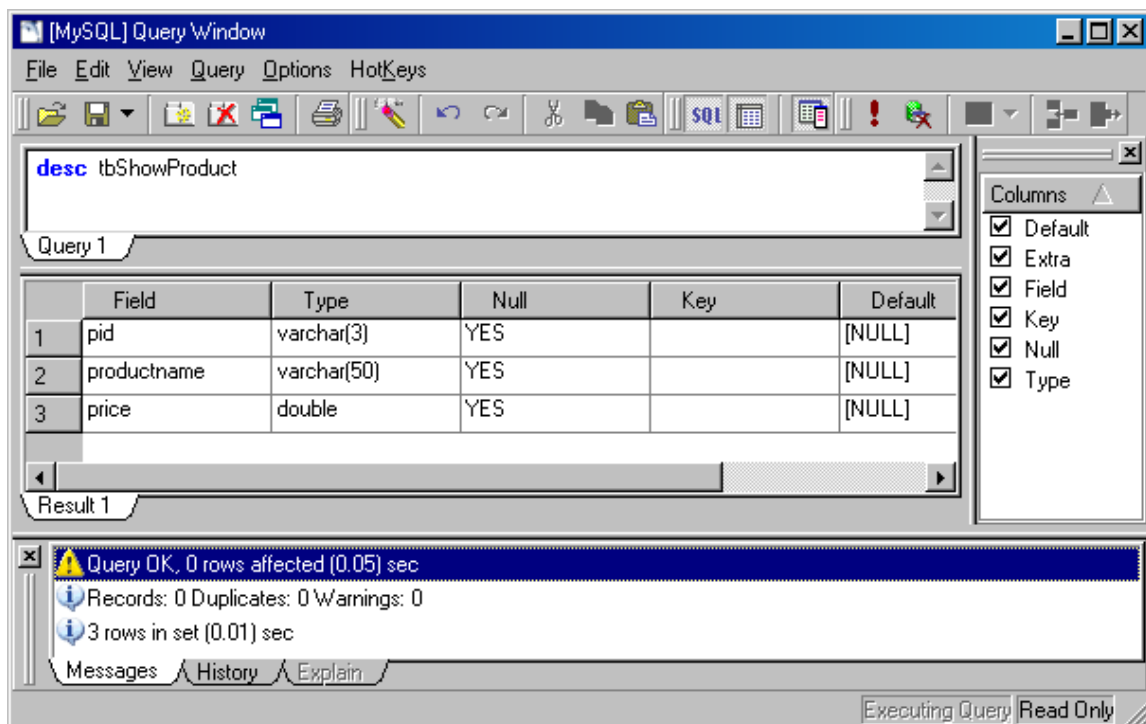 [MySQL] Query Window
File Edit View Query Options HotKeys
SQL
desc tbShowProduct
Query 1
Columns
Default
Extra
Field
Key
Null
Type
Field Type Null Key Default
1 pid varchar(3) YES [NULL]
2 productname varchar(50) YES [NULL]
3 price double YES [NULL]
Result 1
Query OK, 0 rows affected (0.05) sec
Records: 0 Duplicates: 0 Warnings: 0
3 rows in set (0.01) sec
Messages History Explain
Executing Query Read Only